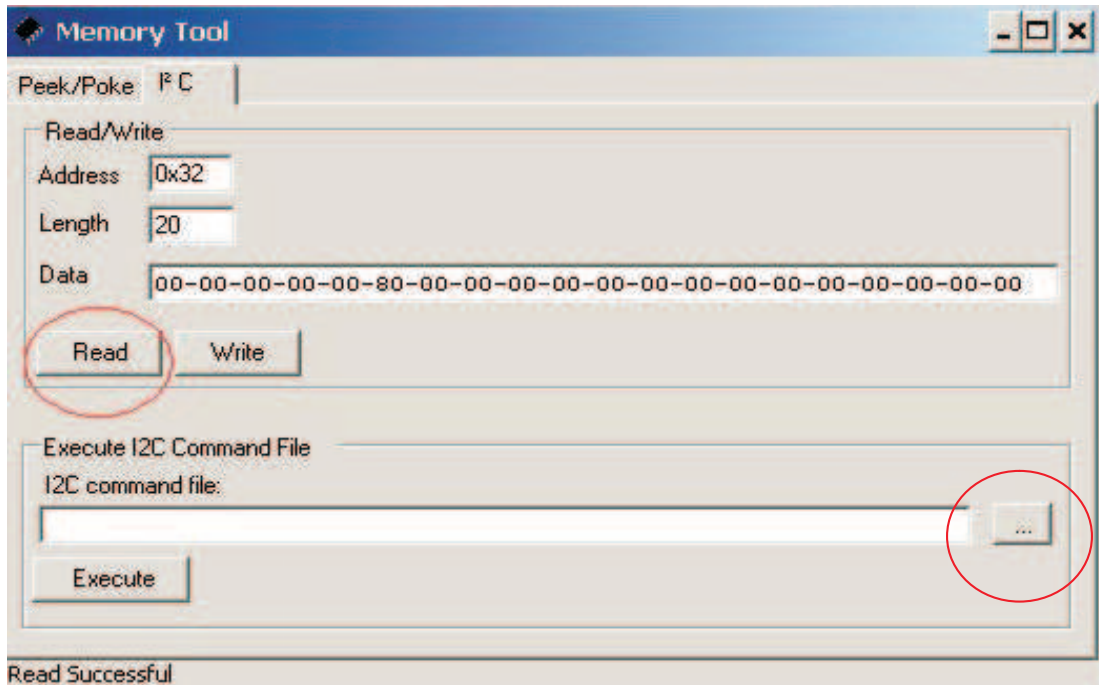 Memory Tool
Peek/Poke I² C
Read/Write
Address 0x32
Length 20
Data 00-00-00-00-00-80-00-00-00-00-00-00-00-00-00-00-00-00-00-00
Read Write
Execute I2C Command File
I2C command file:
...
Execute
Read Successful